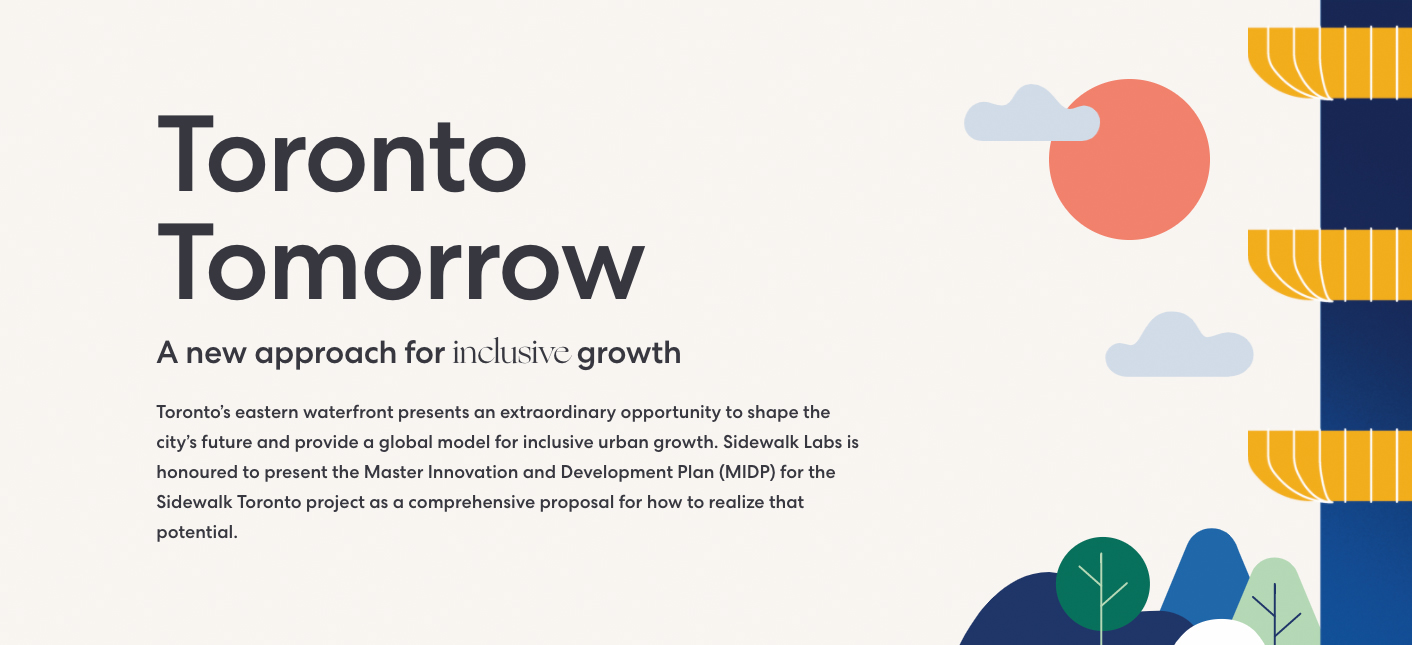 Toronto
Tomorrow
A new approach for inclusive growth
Toronto’s eastern waterfront presents an extraordinary opportunity to shape the
city’s future and provide a global model for inclusive urban growth. Sidewalk Labs is
honoured to present the Master Innovation and Development Plan (MIDP) for the
Sidewalk Toronto project as a comprehensive proposal for how to realize that
potential.